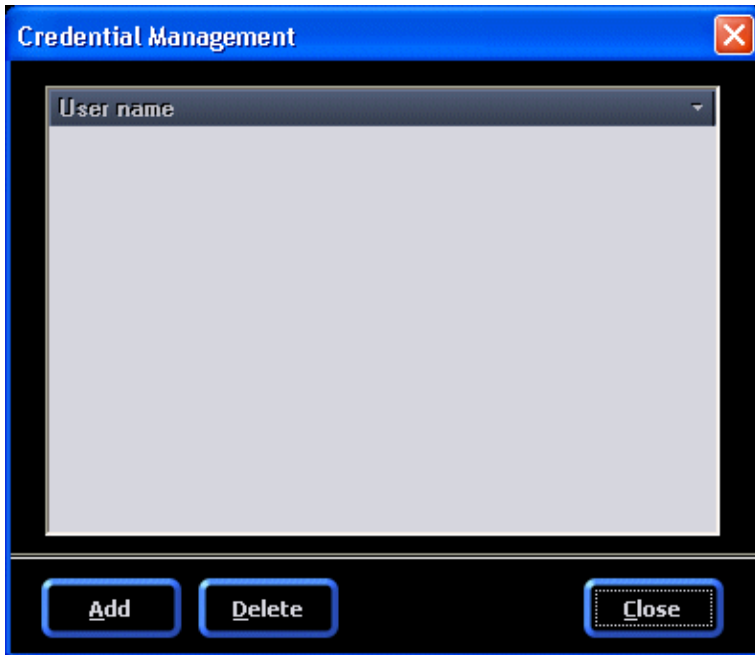 Credential Management
User name
Add
Delete
Close